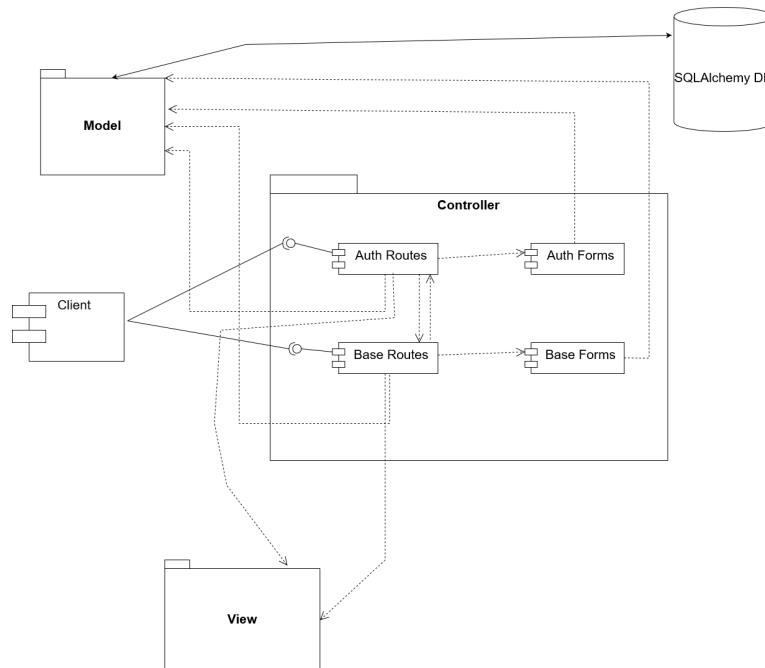 SQLAlchemy DB
Model
Controller
Auth Routes
Auth Forms
Client
Base Routes
Base Forms
View